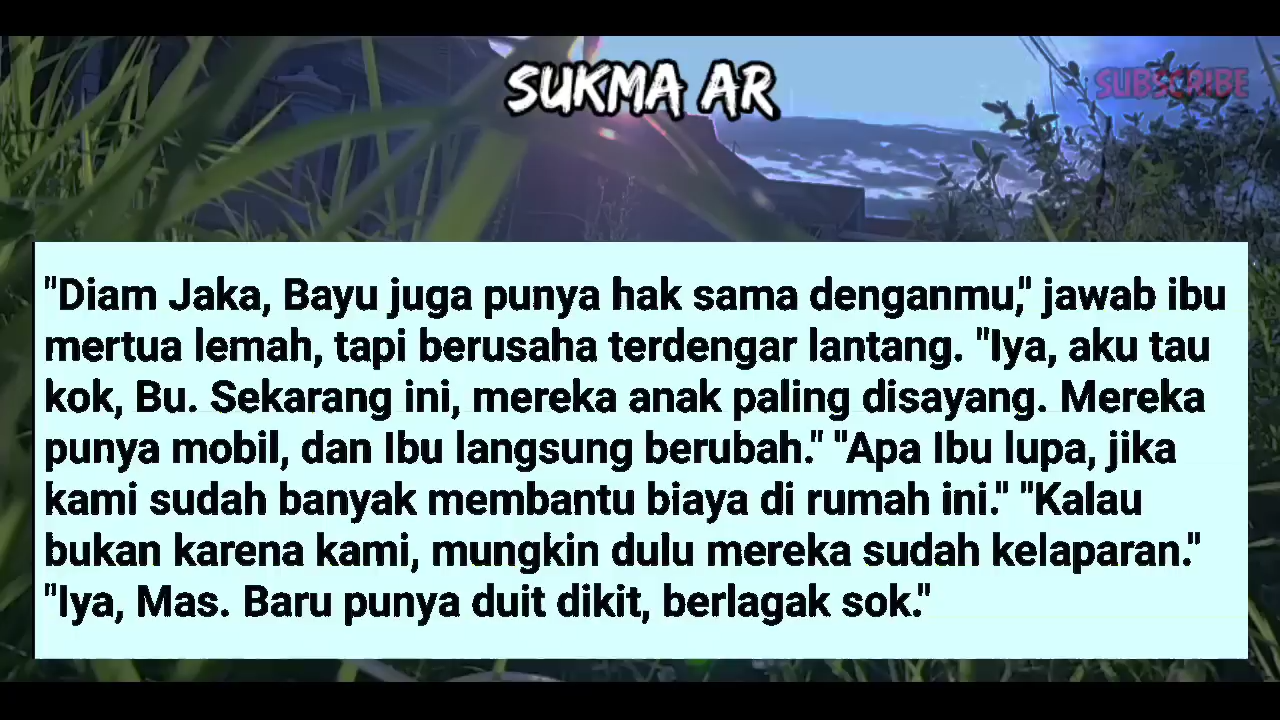 SUKMA AR
SUBSCRIBE
"Diam Jaka, Bayu juga punya hak sama denganmu," jawab ibu
mertua lemah, tapi berusaha terdengar lantang. "Iya, aku tau
kok, Bu. Sekarang ini, mereka anak paling disayang. Mereka
punya mobil, dan Ibu langsung berubah." "Apa Ibu lupa, jika
kami sudah banyak membantu biaya di rumah ini." "Kalau
bukan karena kami, mungkin dulu mereka sudah kelaparan."
"Iya, Mas. Baru punya duit dikit, berlagak sok."